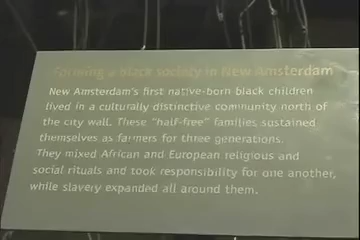 Forming a black society in New Amsterdam
New Amsterdam's first native-born black children
lived in a culturally distinctive community north of
the city wall. These "half-free" families sustained
themselves as farmers for three generations.
They mixed African and European religious and
social rituals and took responsibility for one another,
while slavery expanded all around them.